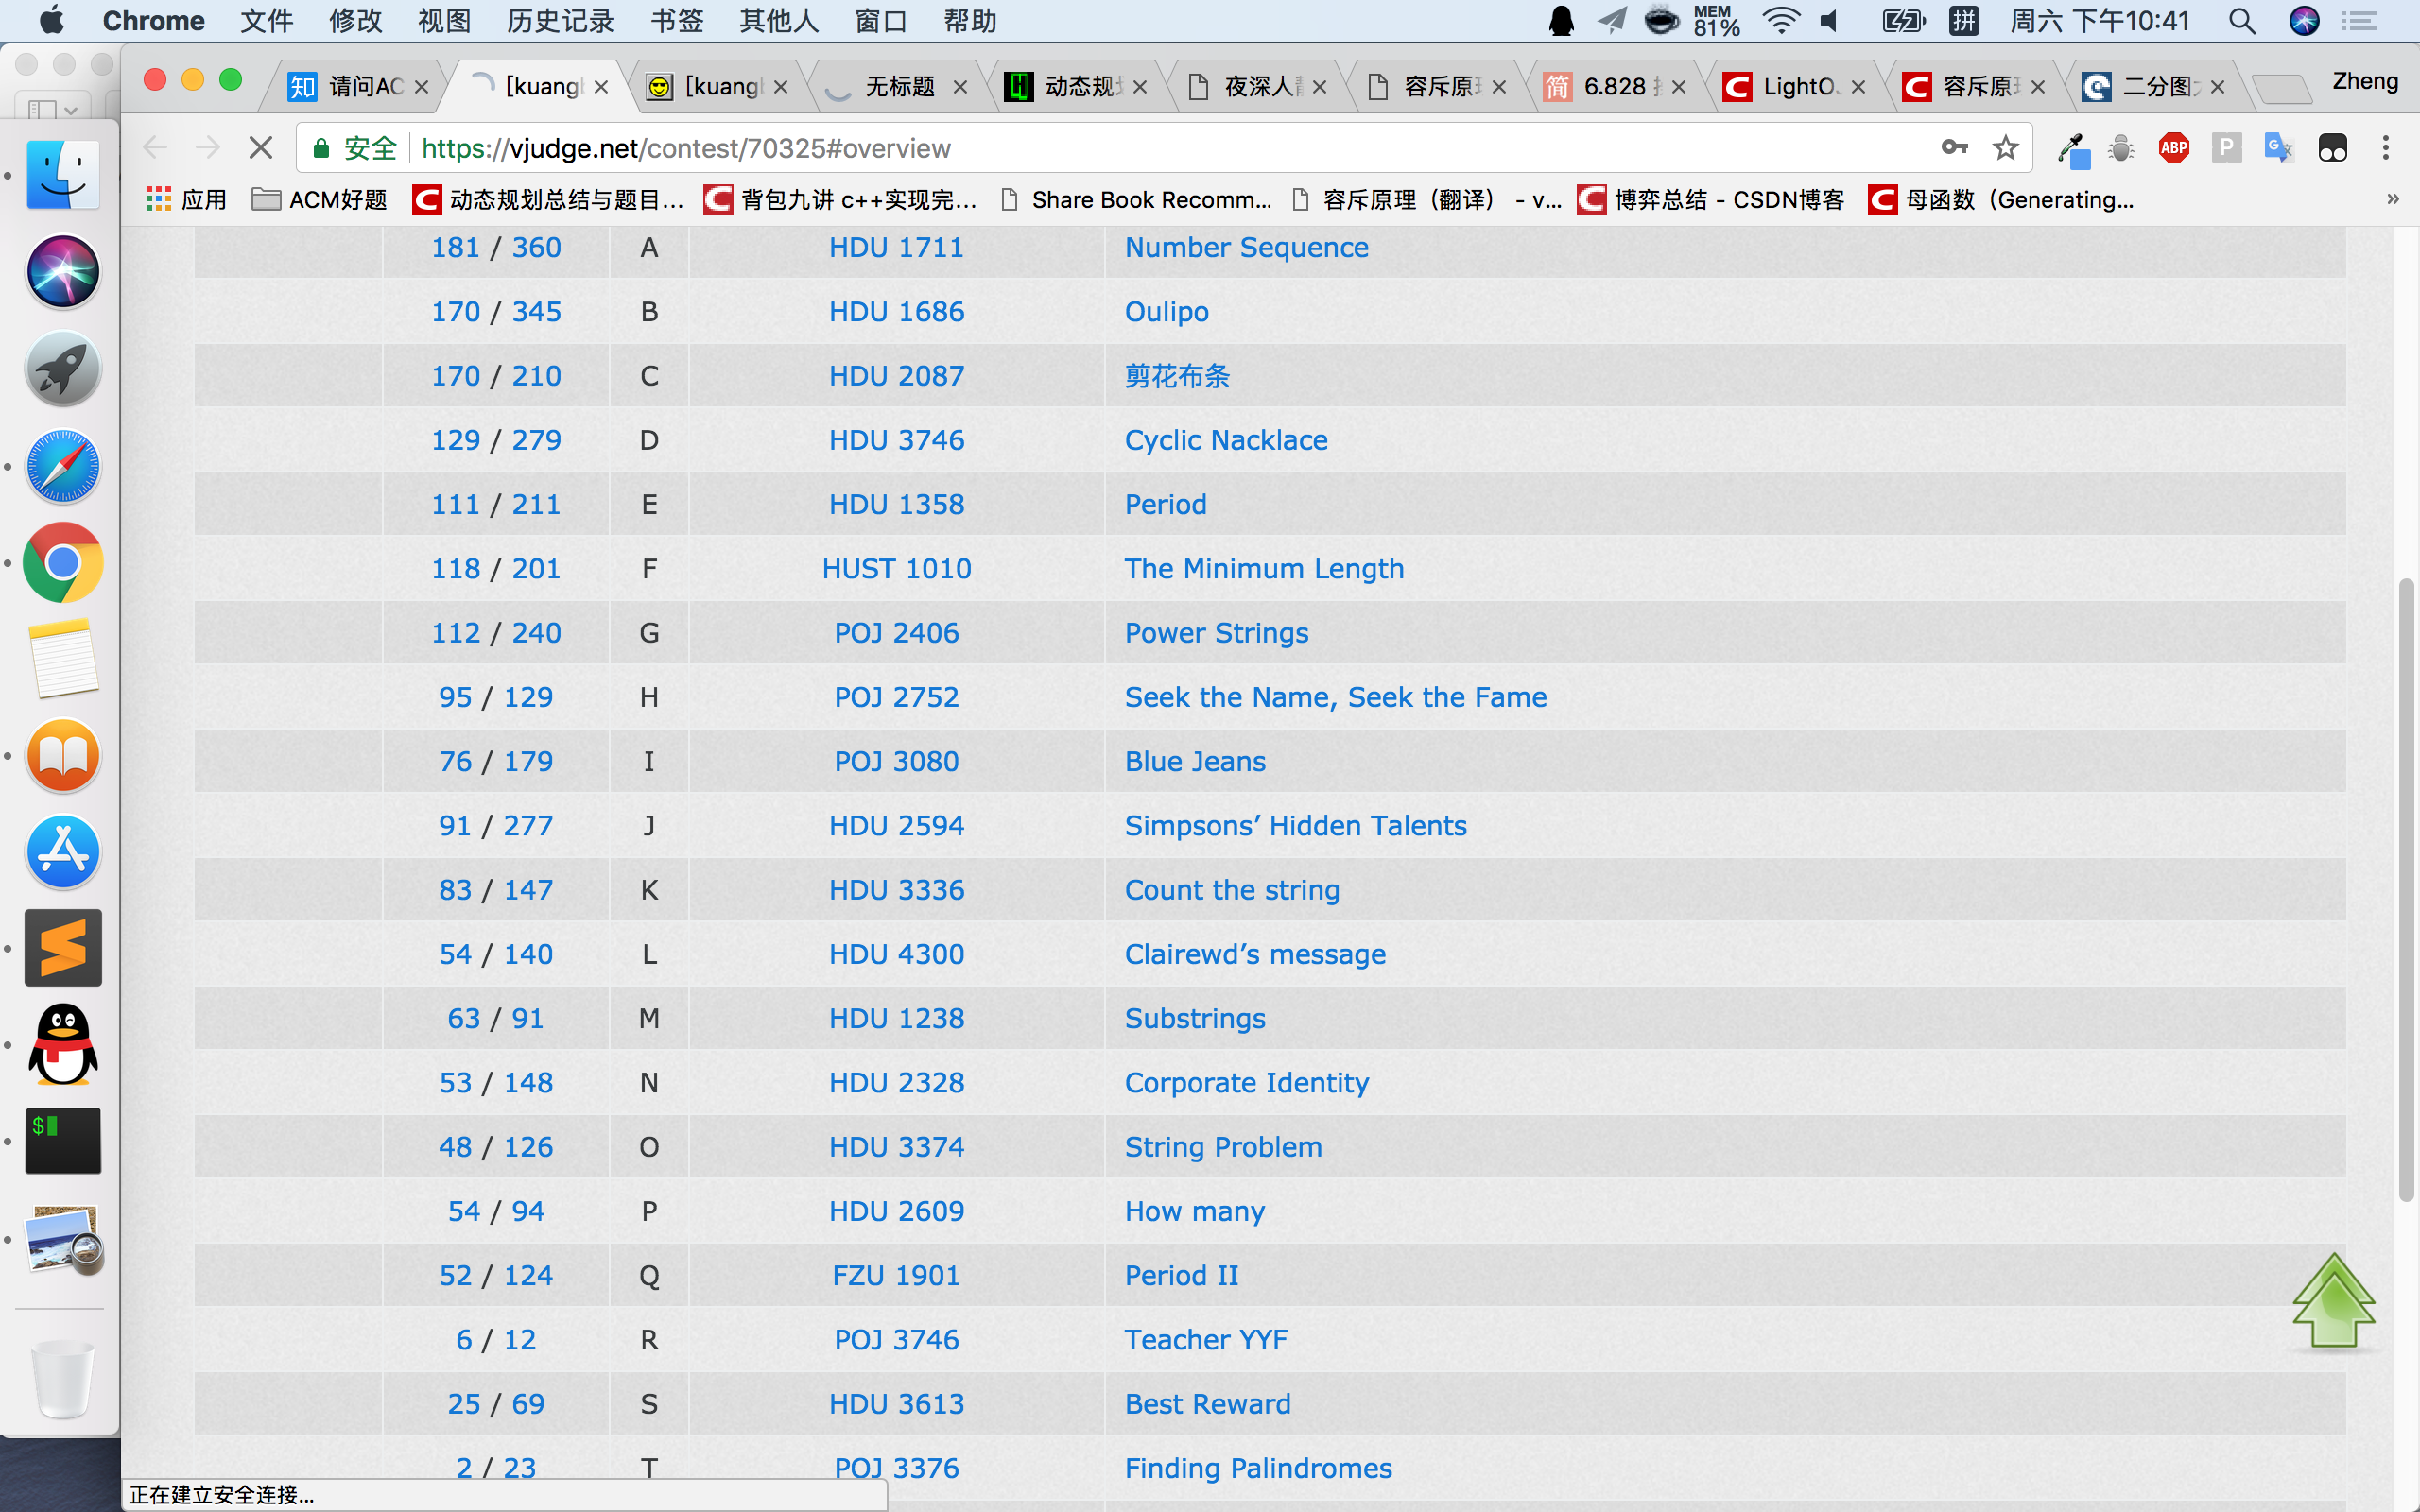 Chrome 文件 修改 视图 历史记录 书签 其他人 窗口 帮助 MEM 81% 拼 周六 下午10:41
知 请问AC [kuang [kuang 无标题 动态规 夜深人 容斥原 简 6.828 LightO 容斥原 二分图 Zheng
安全 https://vjudge.net/contest/70325#overview ABP P
应用 ACM好题 动态规划总结与题目... 背包九讲 c++实现完... Share Book Recomm... 容斥原理（翻译） - v... 博弈总结 - CSDN博客 母函数（Generating... »
181 / 360 A HDU 1711 Number Sequence
170 / 345 B HDU 1686 Oulipo
170 / 210 C HDU 2087 剪花布条
129 / 279 D HDU 3746 Cyclic Nacklace
111 / 211 E HDU 1358 Period
118 / 201 F HUST 1010 The Minimum Length
112 / 240 G POJ 2406 Power Strings
95 / 129 H POJ 2752 Seek the Name, Seek the Fame
76 / 179 I POJ 3080 Blue Jeans
91 / 277 J HDU 2594 Simpsons’ Hidden Talents
83 / 147 K HDU 3336 Count the string
54 / 140 L HDU 4300 Clairewd’s message
63 / 91 M HDU 1238 Substrings
53 / 148 N HDU 2328 Corporate Identity
48 / 126 O HDU 3374 String Problem
54 / 94 P HDU 2609 How many
52 / 124 Q FZU 1901 Period II
6 / 12 R POJ 3746 Teacher YYF
25 / 69 S HDU 3613 Best Reward
2 / 23 T POJ 3376 Finding Palindromes
正在建立安全连接...